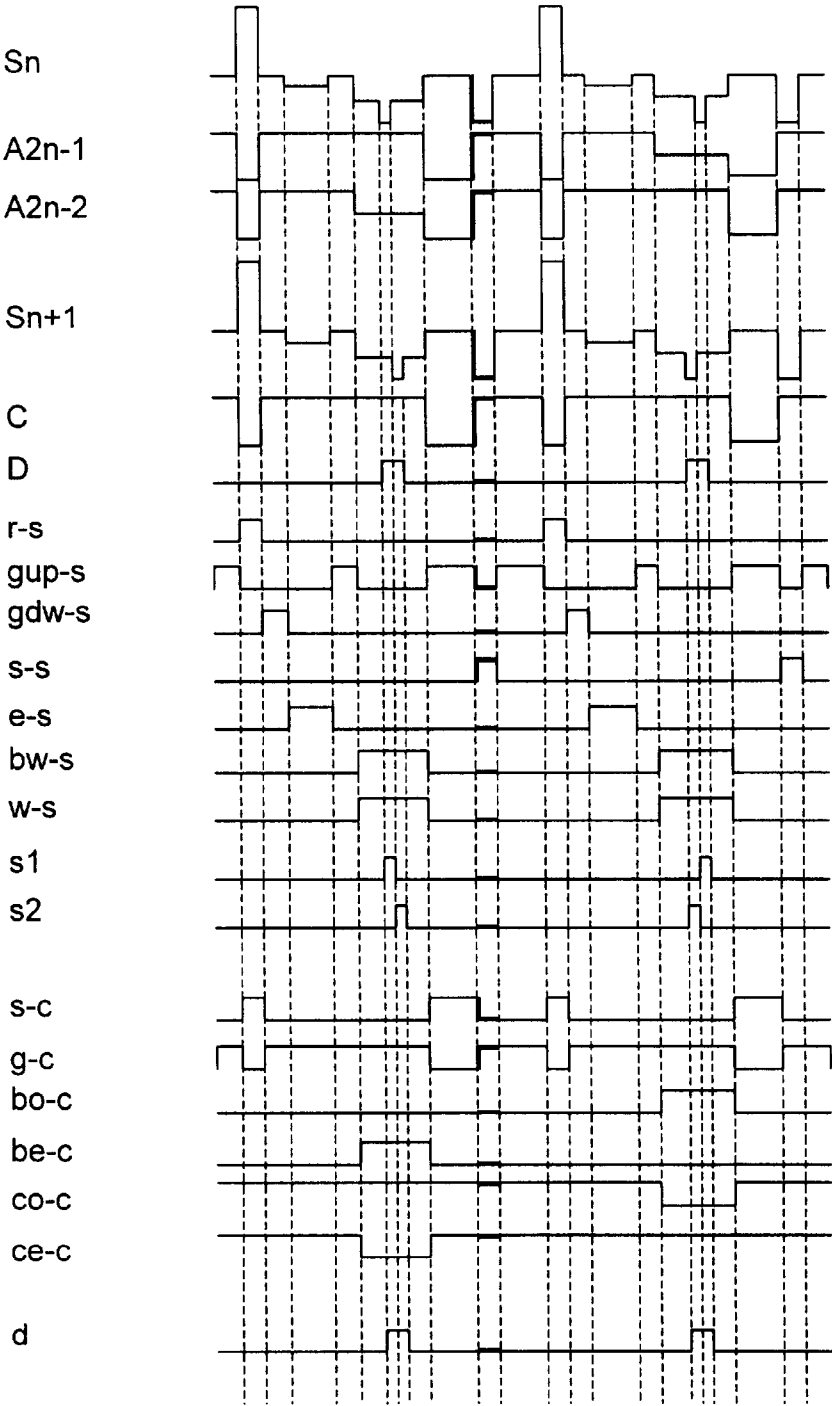 Sn
A2n-1
A2n-2
Sn+1
C
D
r-s
gup-s
gdw-s
s-s
e-s
bw-s
w-s
s1
s2
s-c
g-c
bo-c
be-c
co-c
ce-c
d